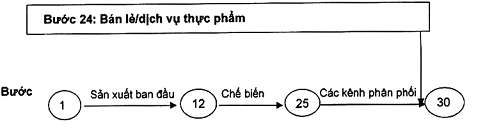 Bước 24: Bán lẻ/dịch vụ thực phẩm
Bước 1 Sản xuất ban đầu 12 Chế biến 25 Các kênh phân phối 30